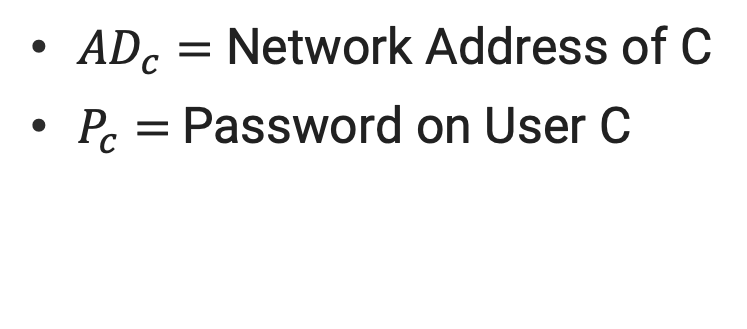 • AD_c = Network Address of C
• P_c = Password on User C